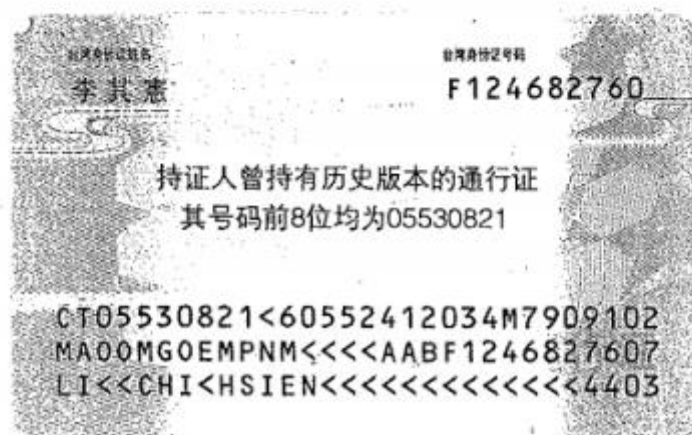 台湾身份证姓名
李其憲
台湾身份证号码
F124682760
持证人曾持有历史版本的通行证
其号码前8位均为05530821
CT05530821<60552412034M7909102
MAOOMGOEMPNM<<<<AABF1246827607
LI<<CHI<HSIEN<<<<<<<<<<<<<4403